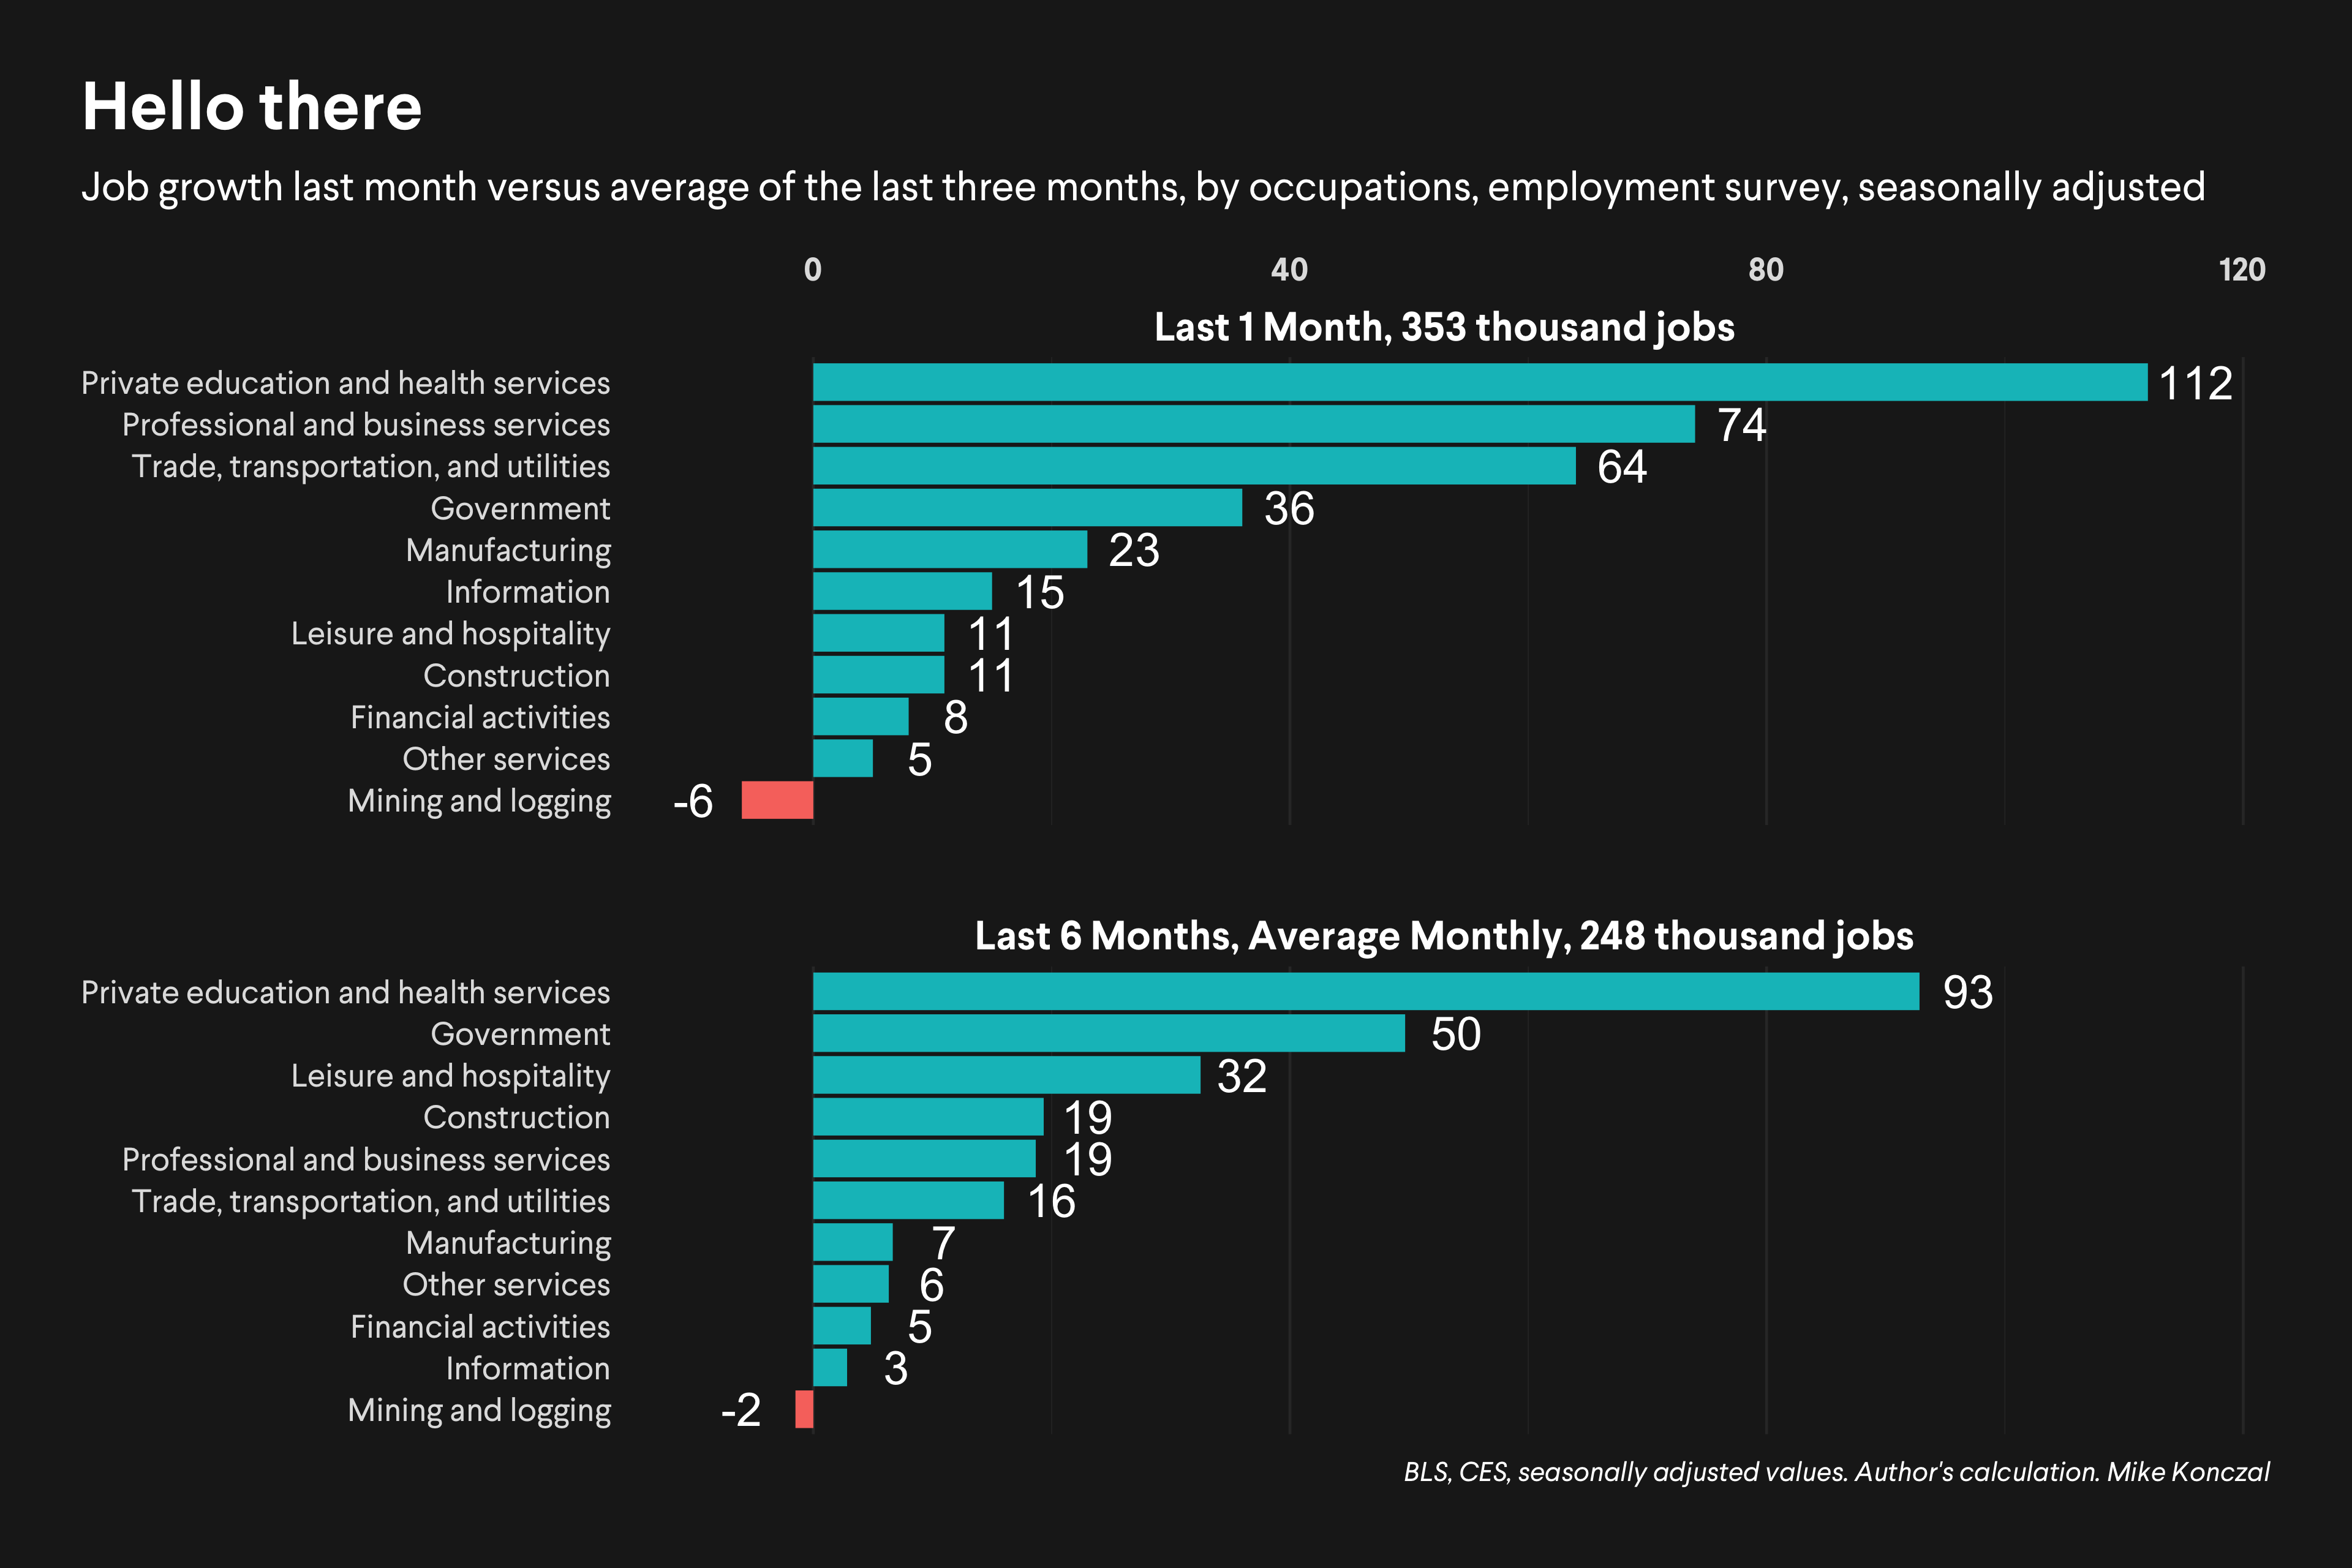 Hello there
Job growth last month versus average of the last three months, by occupations, employment survey, seasonally adjusted
0 40 80 120
Last 1 Month, 353 thousand jobs
Private education and health services 112
Professional and business services 74
Trade, transportation, and utilities 64
Government 36
Manufacturing 23
Information 15
Leisure and hospitality 11
Construction 11
Financial activities 8
Other services 5
Mining and logging -6
Last 6 Months, Average Monthly, 248 thousand jobs
Private education and health services 93
Government 50
Leisure and hospitality 32
Construction 19
Professional and business services 19
Trade, transportation, and utilities 16
Manufacturing 7
Other services 6
Financial activities 5
Information 3
Mining and logging -2
BLS, CES, seasonally adjusted values. Author's calculation. Mike Konczal